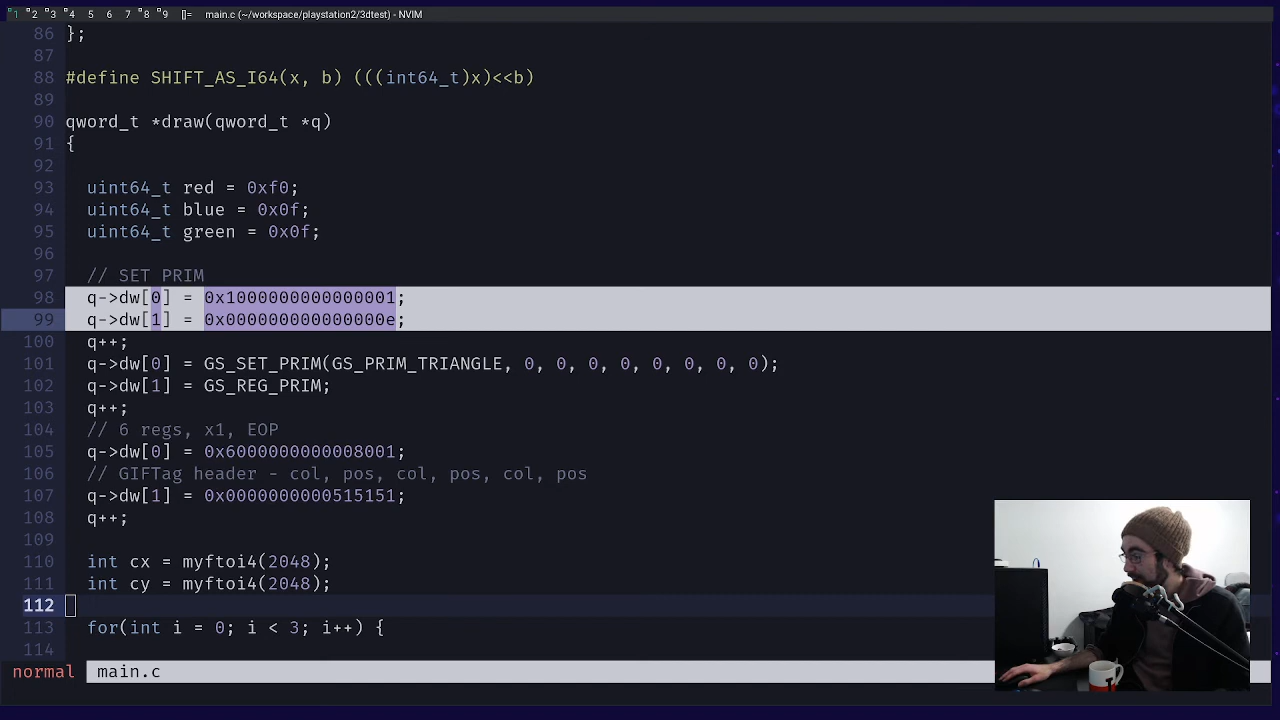 1 2 3 4 5 6 7 8 9 []= main.c (~/workspace/playstation2/3dtest) - NVIM
86 };
87
88 #define SHIFT_AS_I64(x, b) (((int64_t)x)<<b)
89
90 qword_t *draw(qword_t *q)
91 {
92
93 uint64_t red = 0xf0;
94 uint64_t blue = 0x0f;
95 uint64_t green = 0x0f;
96
97 // SET PRIM
98 q->dw[0] = 0x1000000000000001;
99 q->dw[1] = 0x000000000000000e;
100 q++;
101 q->dw[0] = GS_SET_PRIM(GS_PRIM_TRIANGLE, 0, 0, 0, 0, 0, 0, 0, 0);
102 q->dw[1] = GS_REG_PRIM;
103 q++;
104 // 6 regs, x1, EOP
105 q->dw[0] = 0x6000000000008001;
106 // GIFTag header - col, pos, col, pos, col, pos
107 q->dw[1] = 0x0000000000515151;
108 q++;
109
110 int cx = myftoi4(2048);
111 int cy = myftoi4(2048);
112
113 for(int i = 0; i < 3; i++) {
114
normal main.c